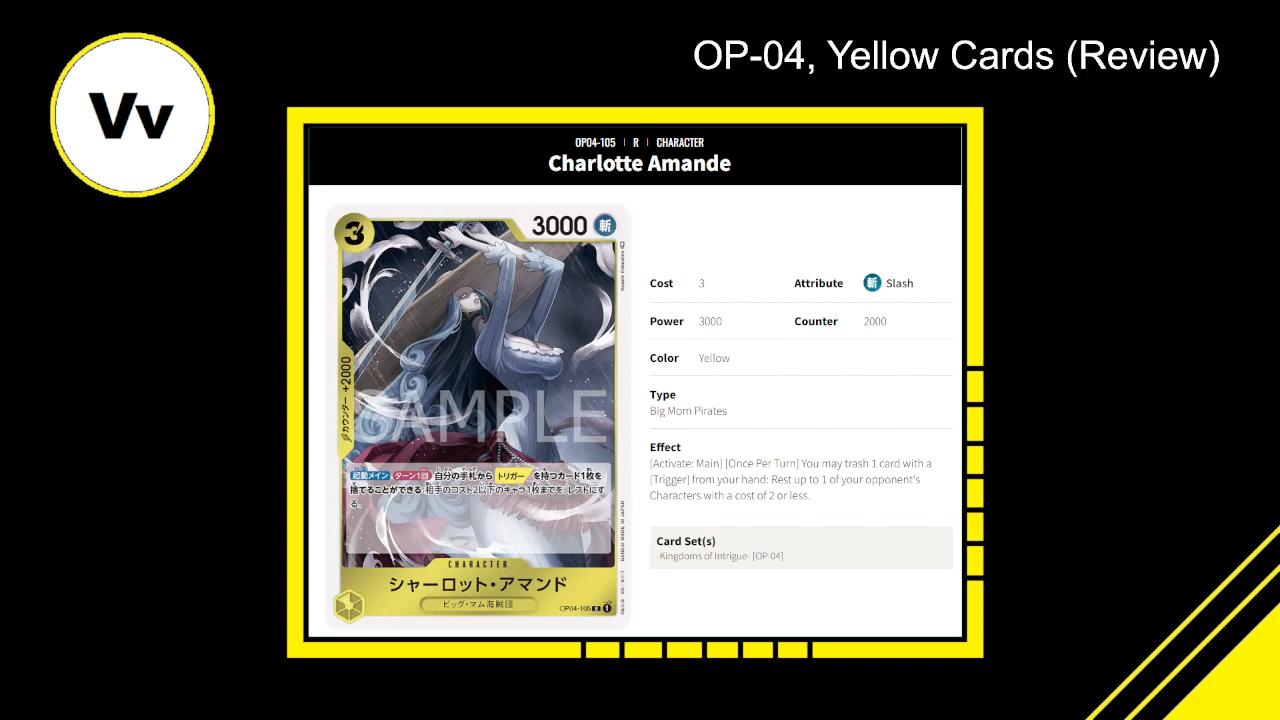 OP-04, Yellow Cards (Review)
Vv
OP04-105 | R | CHARACTER
Charlotte Amande
3
3000 斬
カウンター +2000
SAMPLE
起動メイン ターン1回 自分の手札から トリガー を持つカード1枚を
捨てることができる:相手のコスト2以下のキャラ1枚までを、レストにす
る。
CHARACTER
シャーロット・アマンド
ビッグ・マム海賊団
OP04-105 R 1
BANDAI MADE IN JAPAN
Cost 3 Attribute 斬 Slash
Power 3000 Counter 2000
Color Yellow
Type
Big Mom Pirates
Effect
[Activate: Main] [Once Per Turn] You may trash 1 card with a
[Trigger] from your hand: Rest up to 1 of your opponent's
Characters with a cost of 2 or less.
Card Set(s)
-Kingdoms of Intrigue- [OP-04]